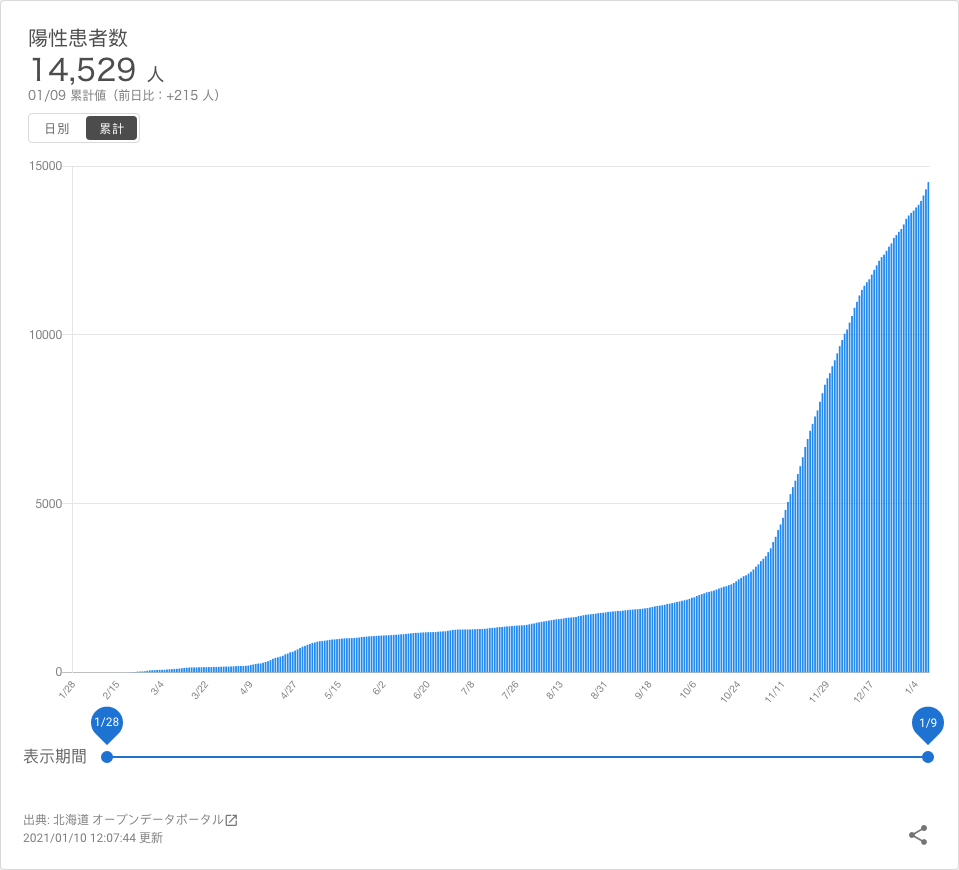 陽性患者数
14,529 人
01/09 累計値（前日比：+215 人）
日別 累計
15000
10000
5000
0
1/28 2/15 3/4 3/22 4/9 4/27 5/15 6/2 6/20 7/8 7/26 8/13 8/31 9/18 10/6 10/24 11/11 11/29 12/17 1/4
1/28 1/9
表示期間
出典: 北海道 オープンデータポータル
2021/01/10 12:07:44 更新